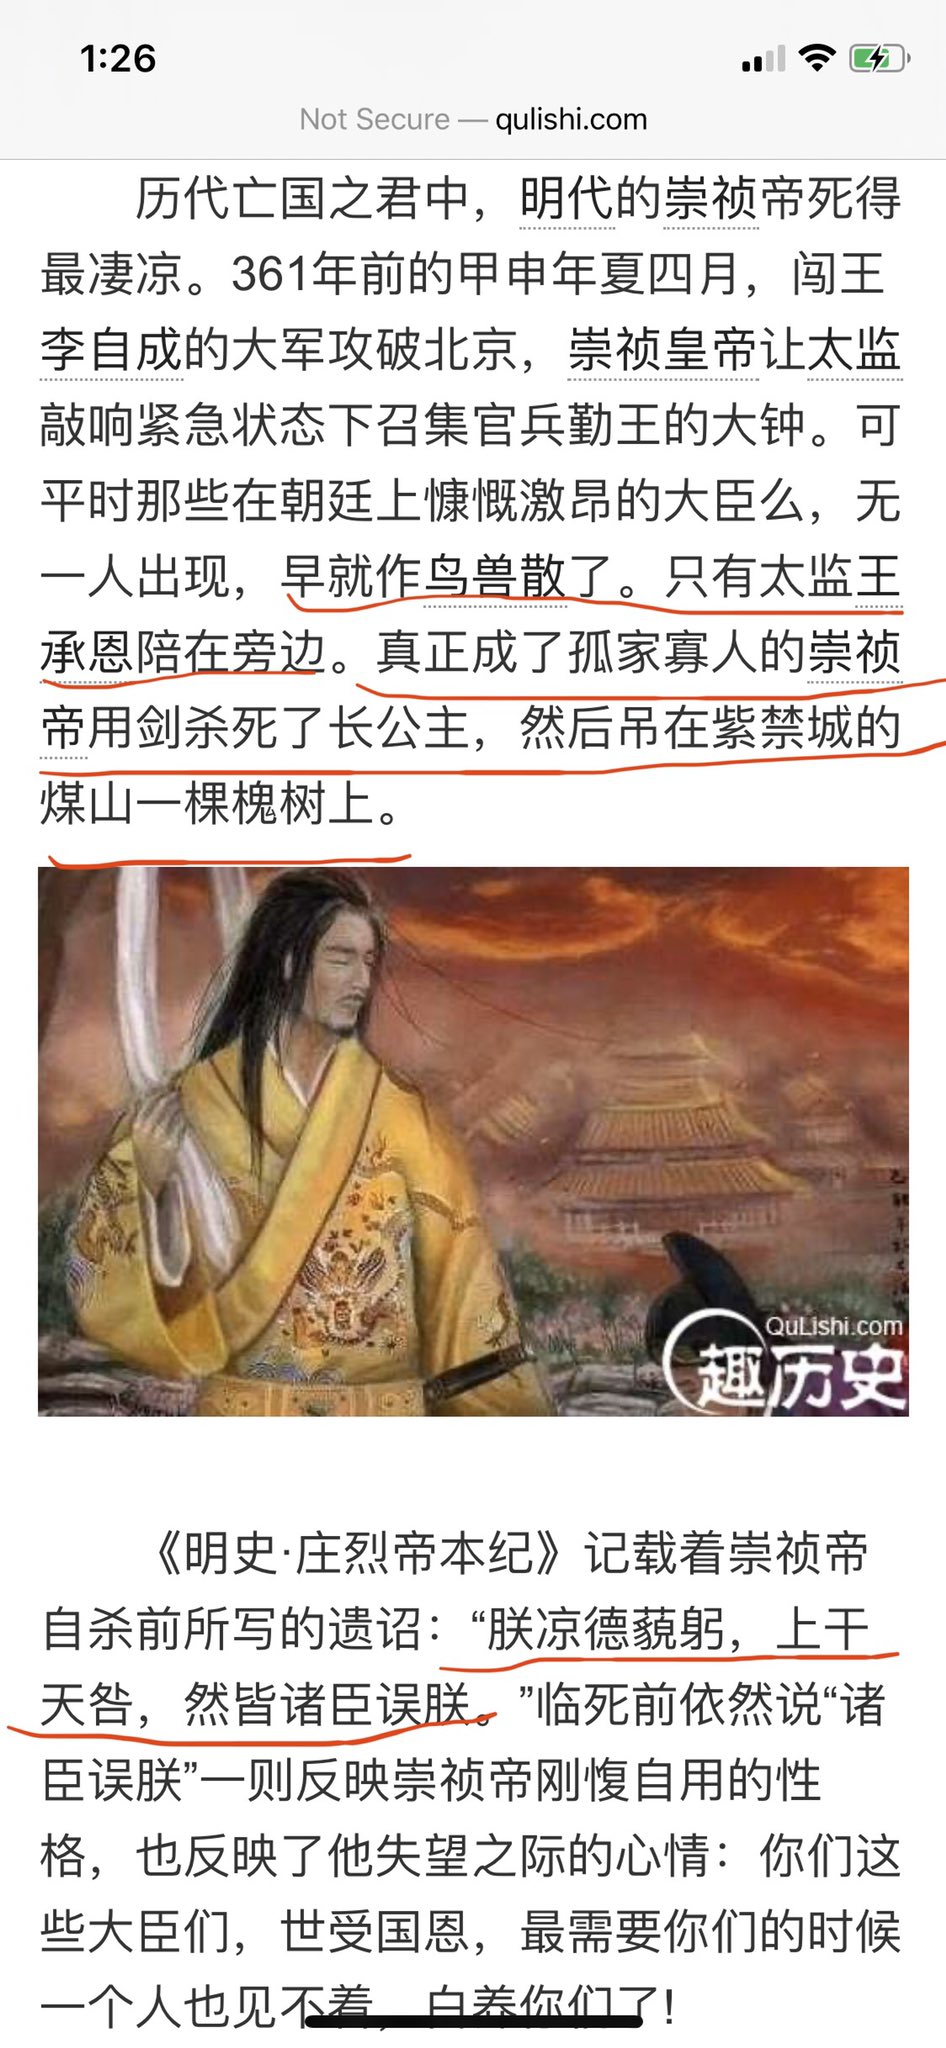 1:26
Not Secure — qulishi.com
历代亡国之君中，明代的崇祯帝死得
最凄凉。361年前的甲申年夏四月，闯王
李自成的大军攻破北京，崇祯皇帝让太监
敲响紧急状态下召集官兵勤王的大钟。可
平时那些在朝廷上慷慨激昂的大臣么，无
一人出现，早就作鸟兽散了。只有太监王
承恩陪在旁边。真正成了孤家寡人的崇祯
帝用剑杀死了长公主，然后吊在紫禁城的
煤山一棵槐树上。
QuLishi.com
趣历史
《明史·庄烈帝本纪》记载着崇祯帝
自杀前所写的遗诏：“朕凉德藐躬，上干
天咎，然皆诸臣误朕。”临死前依然说“诸
臣误朕”一则反映崇祯帝刚愎自用的性
格，也反映了他失望之际的心情：你们这
些大臣们，世受国恩，最需要你们的时候
一个人也见不着，白养你们了!